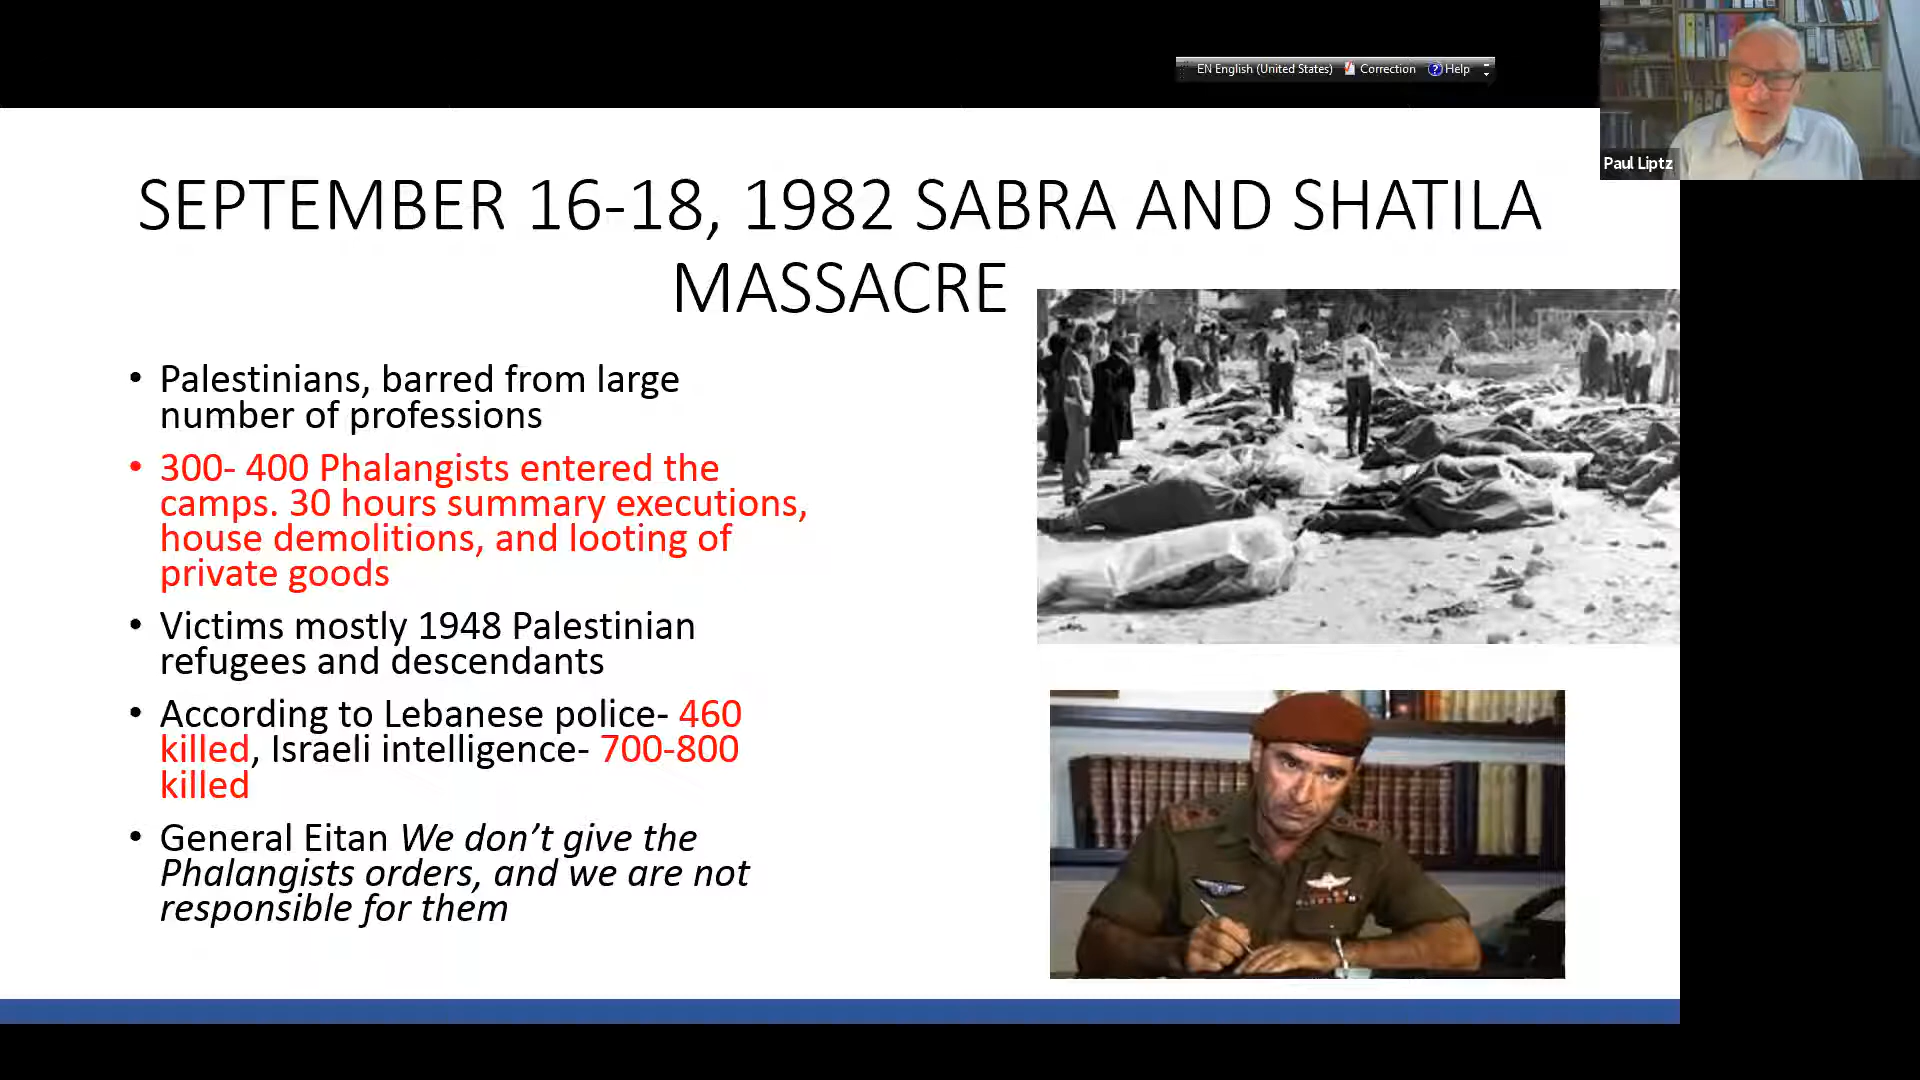 EN English (United States) Correction ? Help
Paul Liptz
SEPTEMBER 16-18, 1982 SABRA AND SHATILA
MASSACRE
• Palestinians, barred from large
number of professions
• 300- 400 Phalangists entered the
camps. 30 hours summary executions,
house demolitions, and looting of
private goods
• Victims mostly 1948 Palestinian
refugees and descendants
• According to Lebanese police- 460
killed, Israeli intelligence- 700-800
killed
• General Eitan We don’t give the
Phalangists orders, and we are not
responsible for them